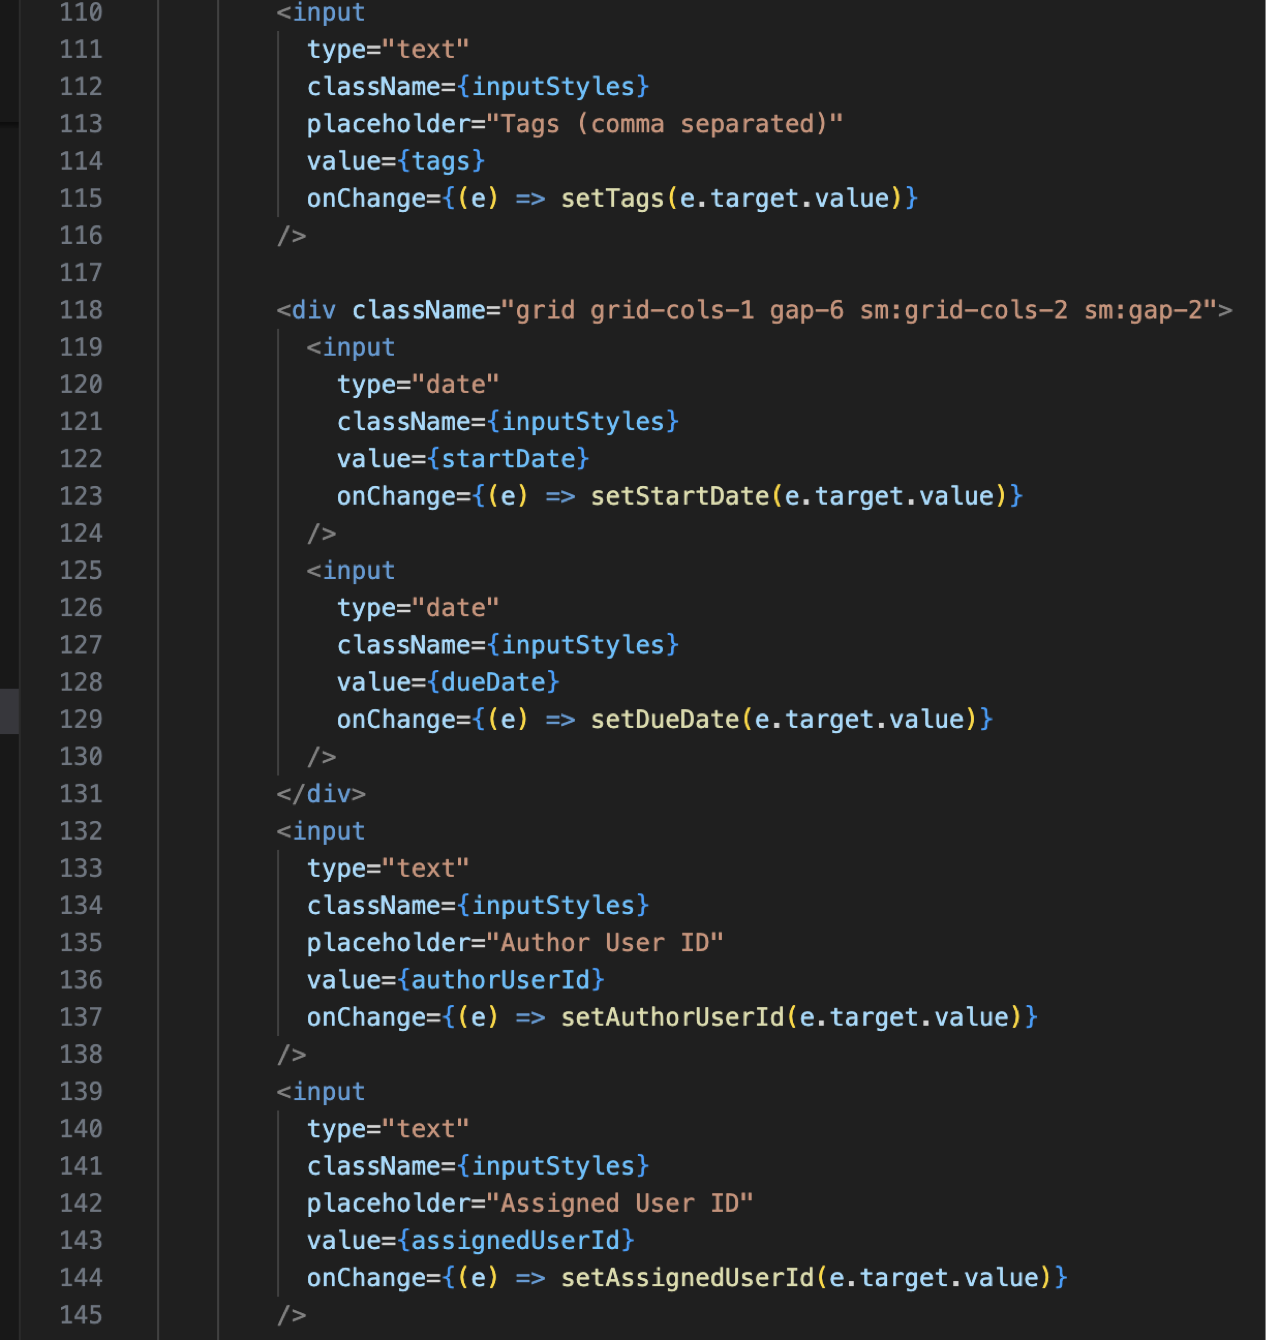 110 <input
111 type="text"
112 className={inputStyles}
113 placeholder="Tags (comma separated)"
114 value={tags}
115 onChange={(e) => setTags(e.target.value)}
116 />
117
118 <div className="grid grid-cols-1 gap-6 sm:grid-cols-2 sm:gap-2">
119 <input
120 type="date"
121 className={inputStyles}
122 value={startDate}
123 onChange={(e) => setStartDate(e.target.value)}
124 />
125 <input
126 type="date"
127 className={inputStyles}
128 value={dueDate}
129 onChange={(e) => setDueDate(e.target.value)}
130 />
131 </div>
132 <input
133 type="text"
134 className={inputStyles}
135 placeholder="Author User ID"
136 value={authorUserId}
137 onChange={(e) => setAuthorUserId(e.target.value)}
138 />
139 <input
140 type="text"
141 className={inputStyles}
142 placeholder="Assigned User ID"
143 value={assignedUserId}
144 onChange={(e) => setAssignedUserId(e.target.value)}
145 />